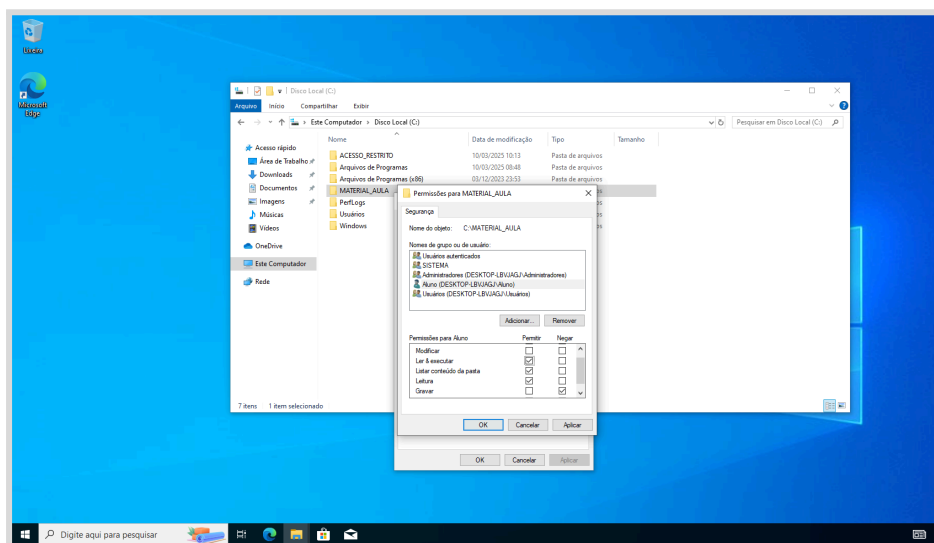 Lixeira
Microsoft
Edge
Disco Local (C:)
Arquivo Início Compartilhar Exibir
Este Computador > Disco Local (C:)
Pesquisar em Disco Local (C:)
Nome Data de modificação Tipo Tamanho
Acesso rápido
Área de Trabalho
Downloads
Documentos
Imagens
Músicas
Vídeos
OneDrive
Este Computador
Rede
ACESSO_RESTRITO 10/03/2025 10:13 Pasta de arquivos
Arquivos de Programas 10/03/2025 08:48 Pasta de arquivos
Arquivos de Programas (x86) 03/12/2023 23:53 Pasta de arquivos
MATERIAL_AULA
PerfLogs
Usuários
Windows
7 itens 1 item selecionado
Permissões para MATERIAL_AULA
Segurança
Nome do objeto: C:\MATERIAL_AULA
Nomes de grupo ou de usuário:
Usuários autenticados
SISTEMA
Administradores (DESKTOP-LBVJAGJ\Administradores)
Aluno (DESKTOP-LBVJAGJ\Aluno)
Usuários (DESKTOP-LBVJAGJ\Usuários)
Adicionar... Remover
Permissões para Aluno Permitir Negar
Modificar
Ler & executar
Listar conteúdo da pasta
Leitura
Gravar
OK Cancelar Aplicar
OK Cancelar Aplicar
Digite aqui para pesquisar